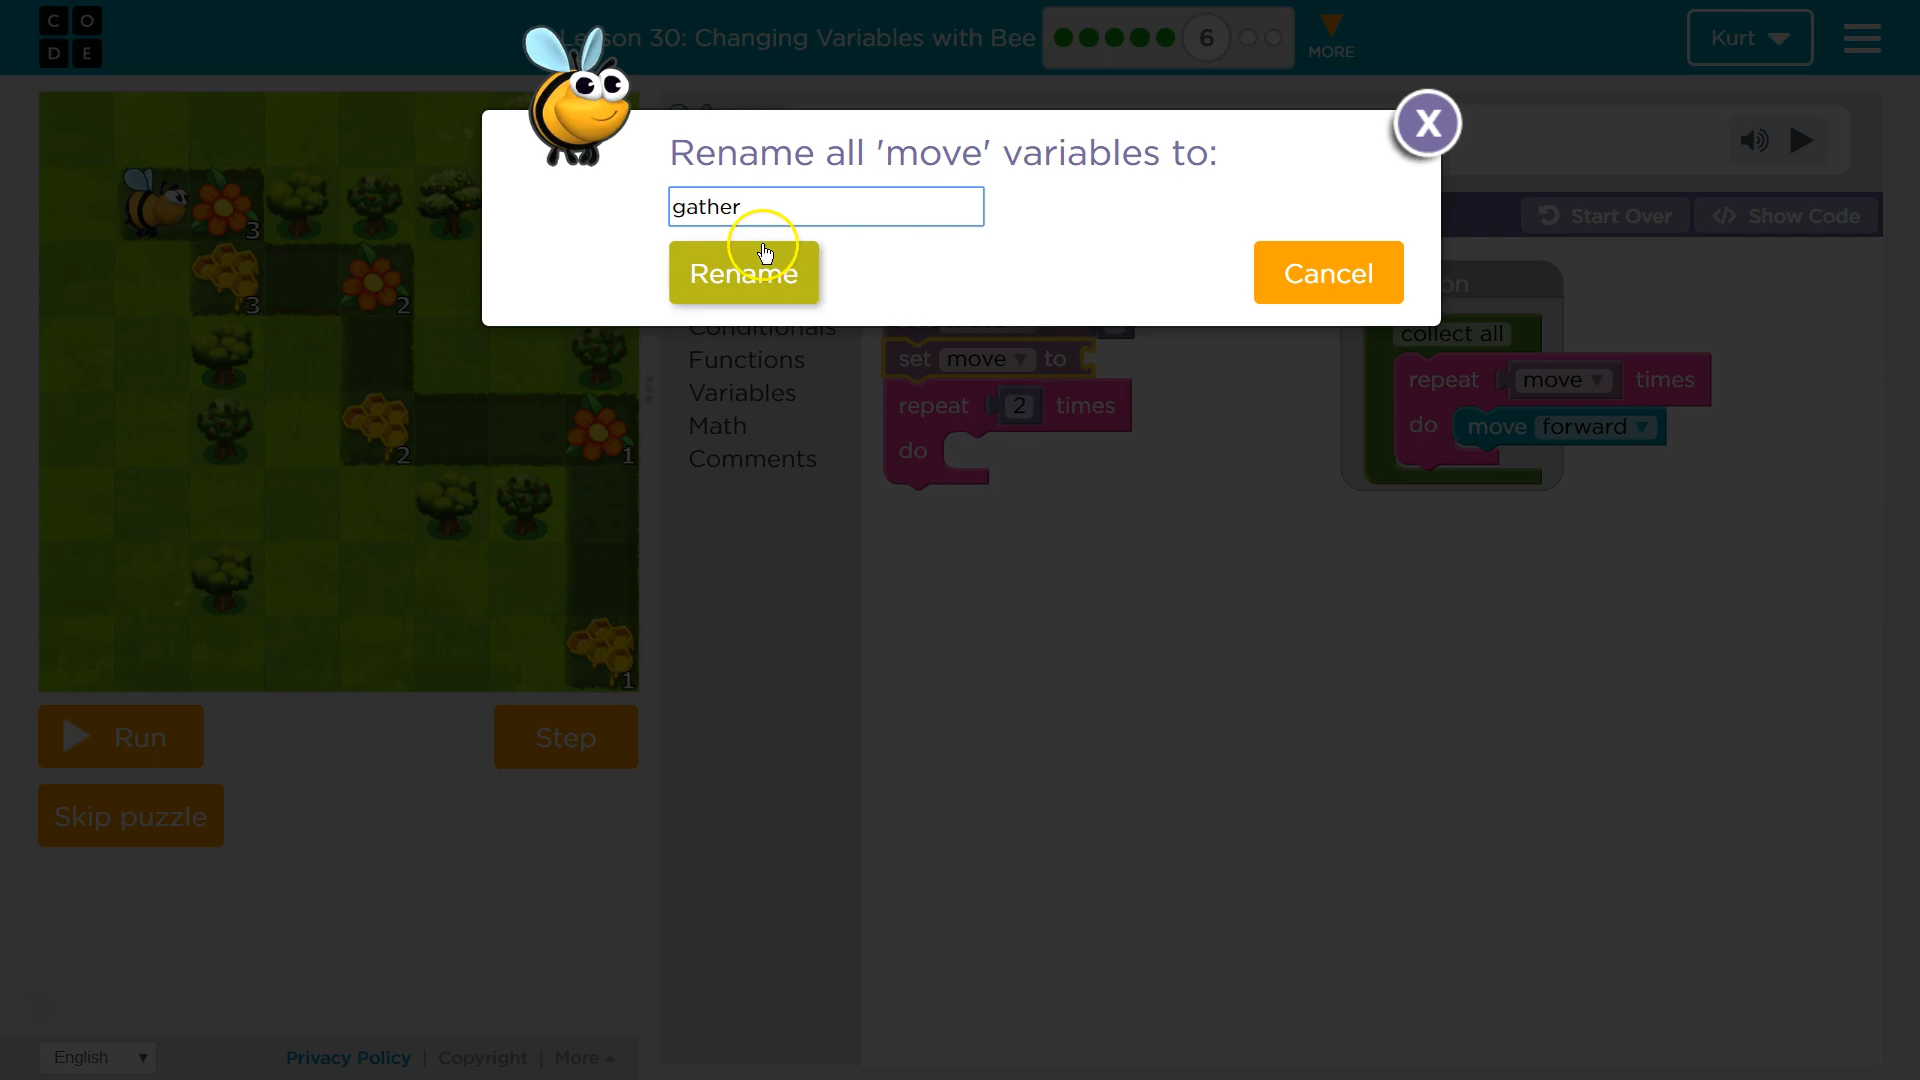 C O
D E
Lesson 30: Changing Variables with Bee
6
MORE
Kurt
Rename all 'move' variables to:
X
gather
Rename
Cancel
Start Over
</> Show Code
3
3
2
2
1
1
Conditionals
Functions
Variables
Math
Comments
set move to
repeat 2 times
do
collect all
repeat move times
do move forward
Run
Step
Skip puzzle
English
Privacy Policy | Copyright | More